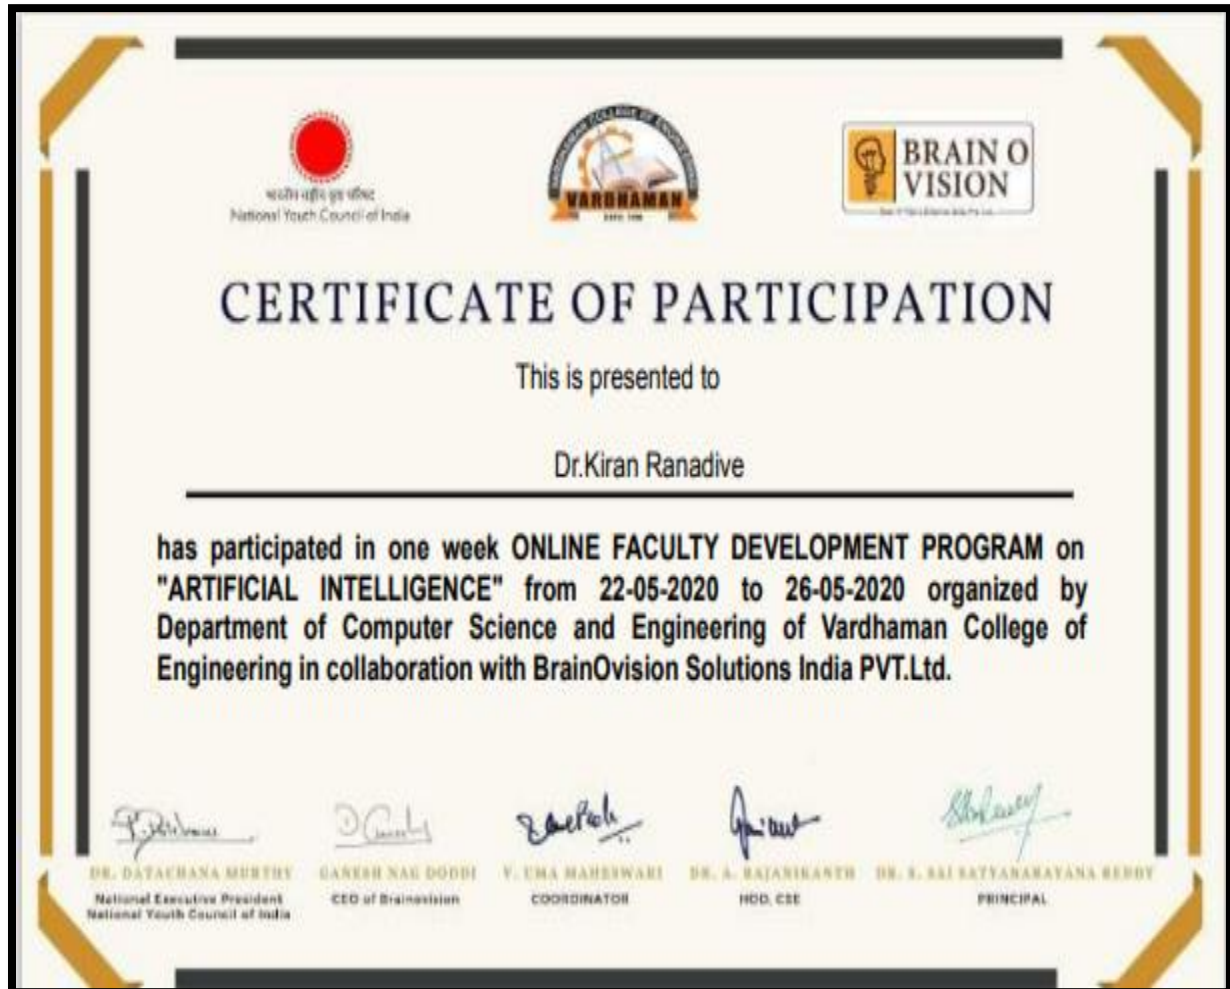 National Youth Council of India
VARDHAMAN COLLEGE OF ENGINEERING
VARDHAMAN
BRAIN O
VISION
CERTIFICATE OF PARTICIPATION
This is presented to
Dr.Kiran Ranadive
has participated in one week ONLINE FACULTY DEVELOPMENT PROGRAM on
"ARTIFICIAL INTELLIGENCE" from 22-05-2020 to 26-05-2020 organized by
Department of Computer Science and Engineering of Vardhaman College of
Engineering in collaboration with BrainOvision Solutions India PVT.Ltd.
DR. DATACHANA MURTHY
National Executive President
National Youth Council of India
GANESH NAG DODDI
CEO of Brainovision
V. UMA MAHESWARI
COORDINATOR
DR. A. RAJANIKANTH
HOD, CSE
DR. S. SAI SATYANARAYANA REDDY
PRINCIPAL